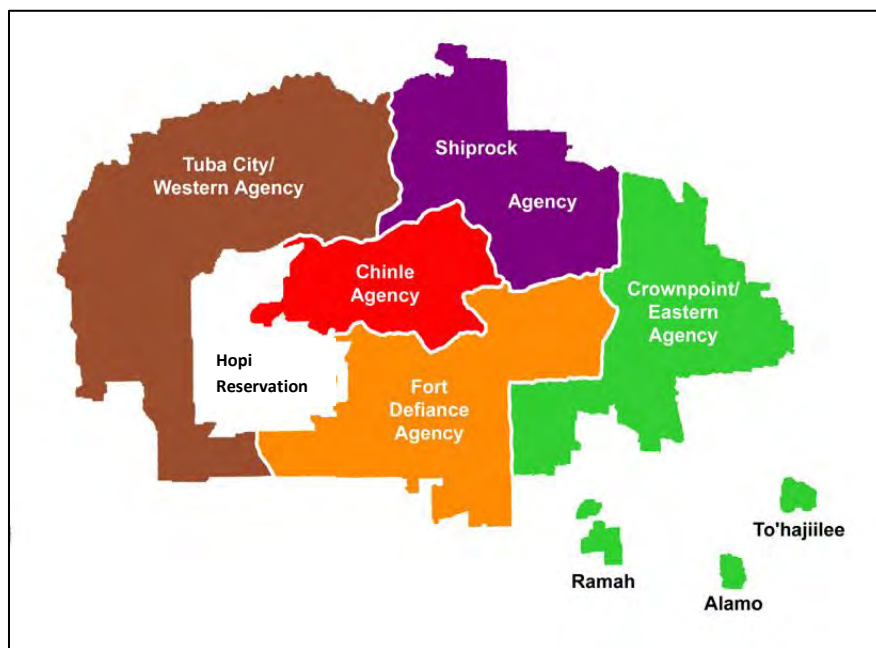 Shiprock
Agency
Tuba City/
Western Agency
Chinle
Agency
Crownpoint/
Eastern
Agency
Hopi
Reservation
Fort
Defiance
Agency
To'hajiilee
Ramah
Alamo